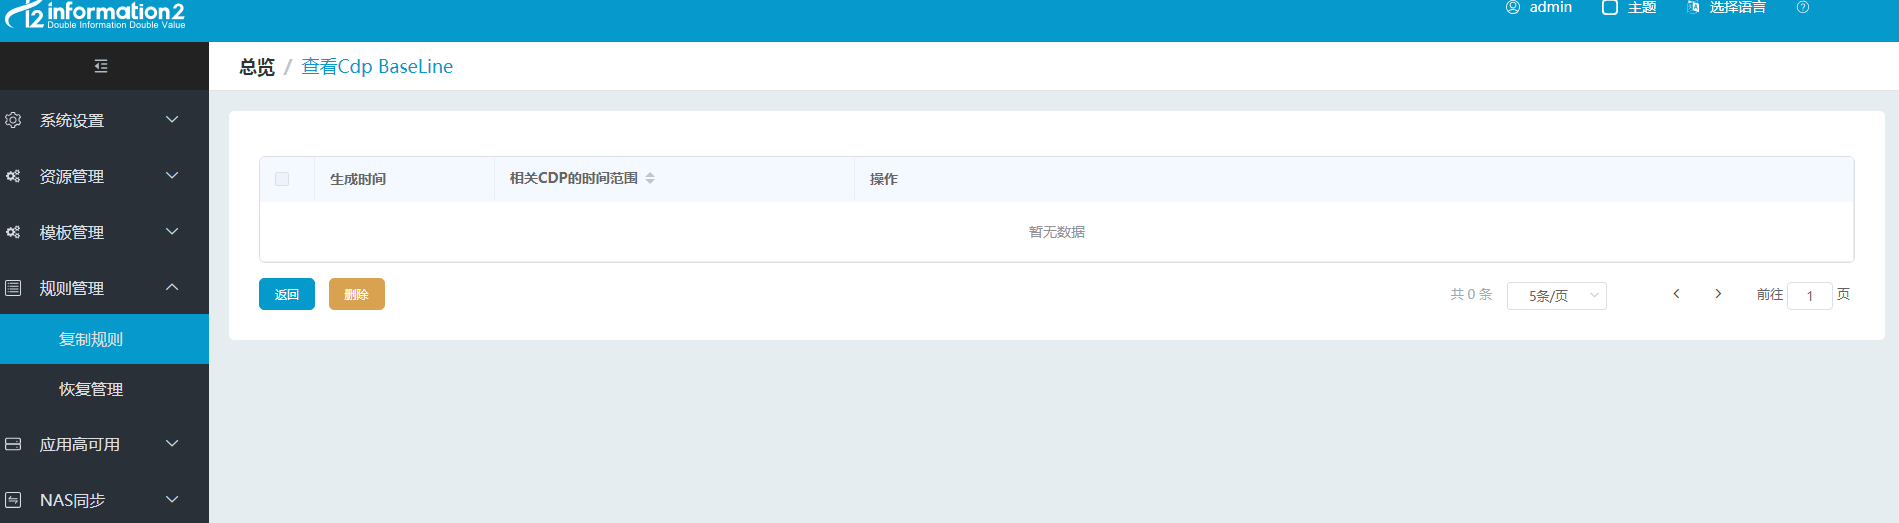 information2
Double Information Double Value
admin
主题
选择语言
总览 / 查看Cdp BaseLine
系统设置
资源管理
模板管理
规则管理
复制规则
恢复管理
应用高可用
NAS同步
生成时间
相关CDP的时间范围
操作
暂无数据
返回
删除
共 0 条
5条/页
前往 1 页